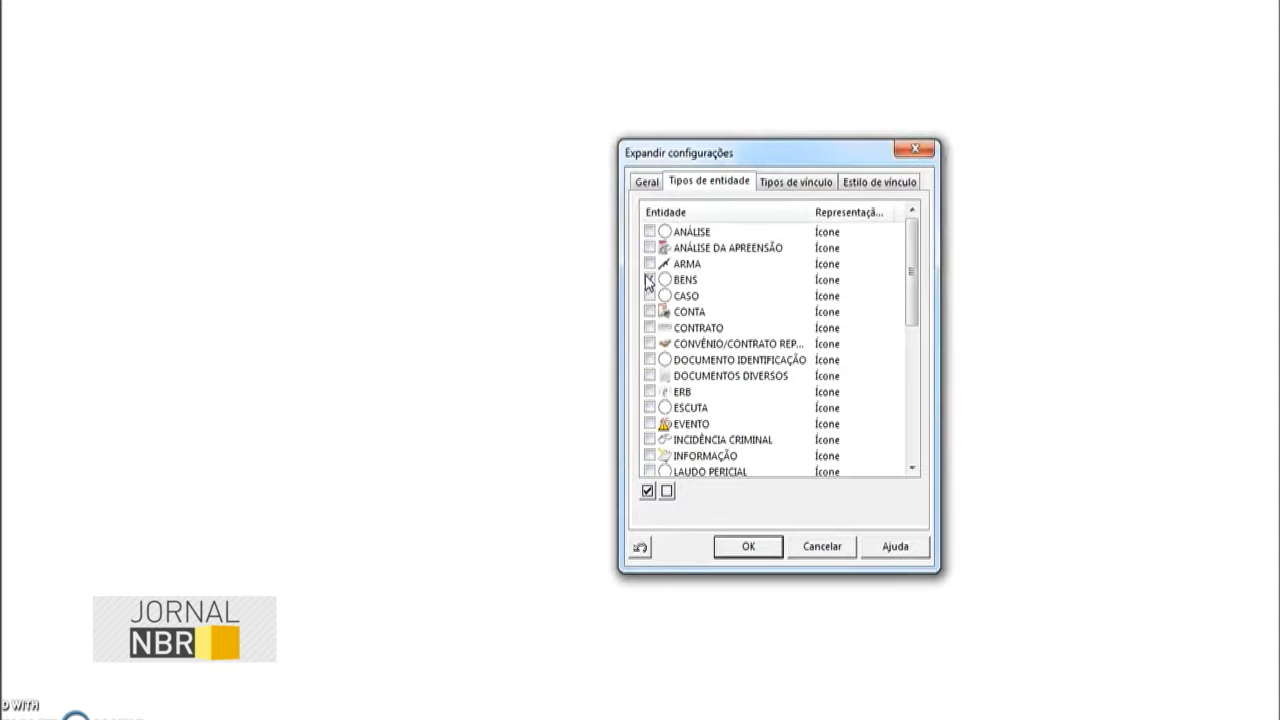 Expandir configurações
Geral Tipos de entidade Tipos de vínculo Estilo de vínculo
Entidade Representaçã...
ANÁLISE Ícone
ANÁLISE DA APREENSÃO Ícone
ARMA Ícone
BENS Ícone
CASO Ícone
CONTA Ícone
CONTRATO Ícone
CONVÊNIO/CONTRATO REP... Ícone
DOCUMENTO IDENTIFICAÇÃO Ícone
DOCUMENTOS DIVERSOS Ícone
ERB Ícone
ESCUTA Ícone
EVENTO Ícone
INCIDÊNCIA CRIMINAL Ícone
INFORMAÇÃO Ícone
LAUDO PERICIAL Ícone
OK Cancelar Ajuda
JORNAL
NBR
D WITH